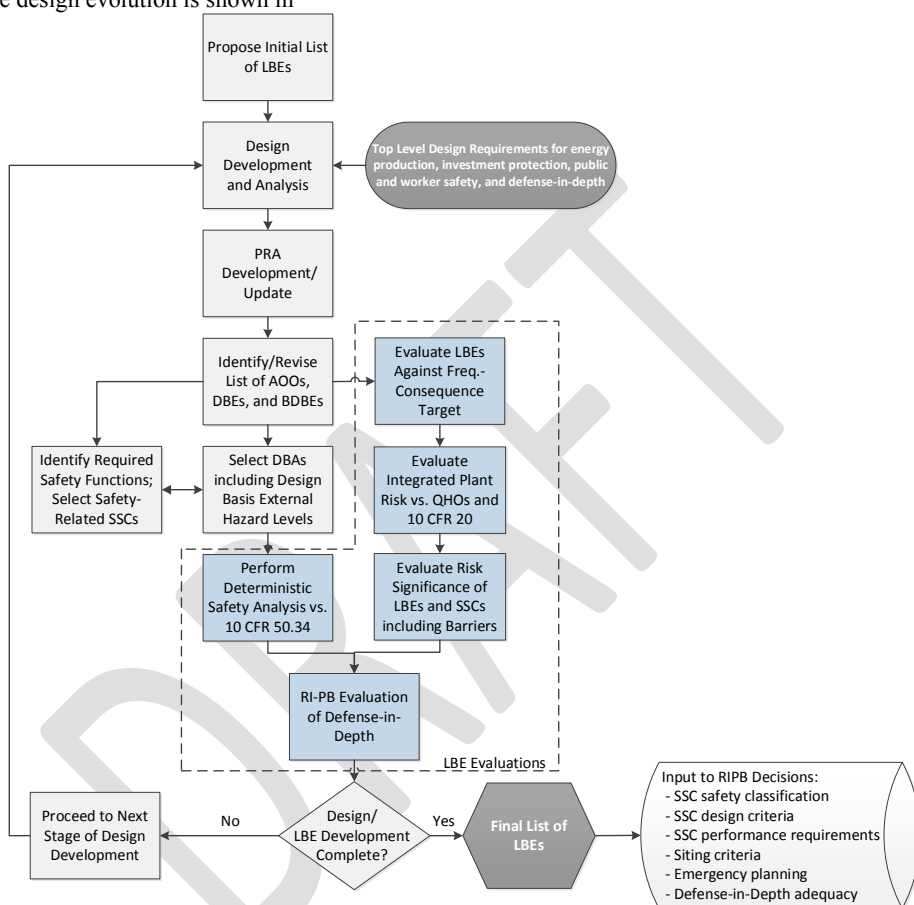 e design evolution is shown in
Propose Initial List
of LBEs
Design
Development
and Analysis
Top Level Design Requirements for energy
production, investment protection, public
and worker safety, and defense-in-depth
PRA
Development/
Update
Identify/Revise
List of AOOs,
DBEs, and BDBEs
Evaluate LBEs
Against Freq.-
Consequence
Target
Identify Required
Safety Functions;
Select Safety-
Related SSCs
Select DBAs
including Design
Basis External
Hazard Levels
Evaluate
Integrated Plant
Risk vs. QHOs and
10 CFR 20
Perform
Deterministic
Safety Analysis vs.
10 CFR 50.34
Evaluate Risk
Significance of
LBEs and SSCs
including Barriers
RI-PB Evaluation
of Defense-in-
Depth
LBE Evaluations
Proceed to Next
Stage of Design
Development
No
Design/
LBE Development
Complete?
Yes
Final List of
LBEs
Input to RIPB Decisions:
- SSC safety classification
- SSC design criteria
- SSC performance requirements
- Siting criteria
- Emergency planning
- Defense-in-Depth adequacy
DRAFT